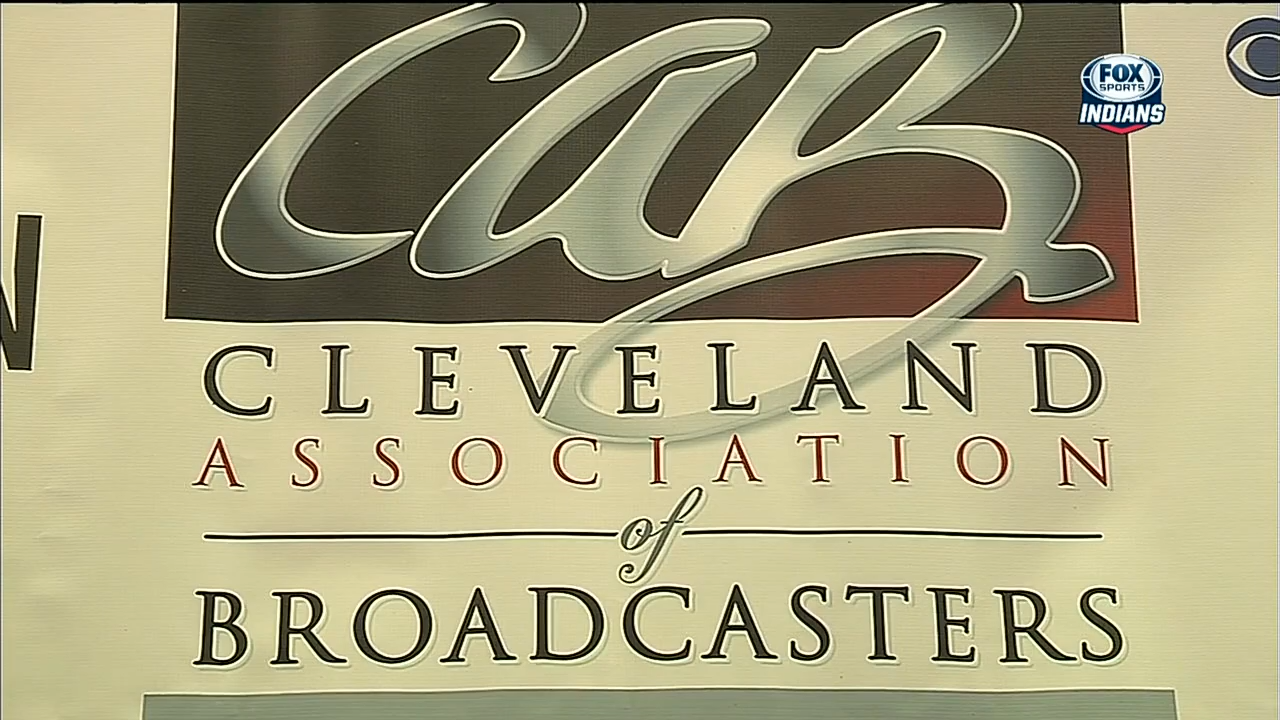 CAB
FOX
SPORTS
INDIANS
CLEVELAND
ASSOCIATION
of
BROADCASTERS